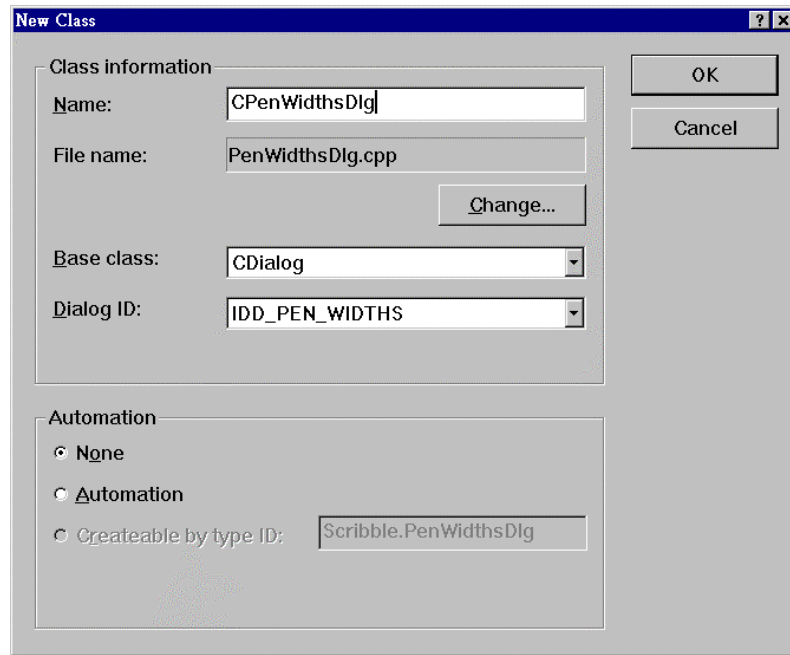 New Class
Class information
Name:
CPenWidthsDlg
File name:
PenWidthsDlg.cpp
Change...
Base class:
CDialog
Dialog ID:
IDD_PEN_WIDTHS
OK
Cancel
Automation
None
Automation
Createable by type ID:
Scribble.PenWidthsDlg